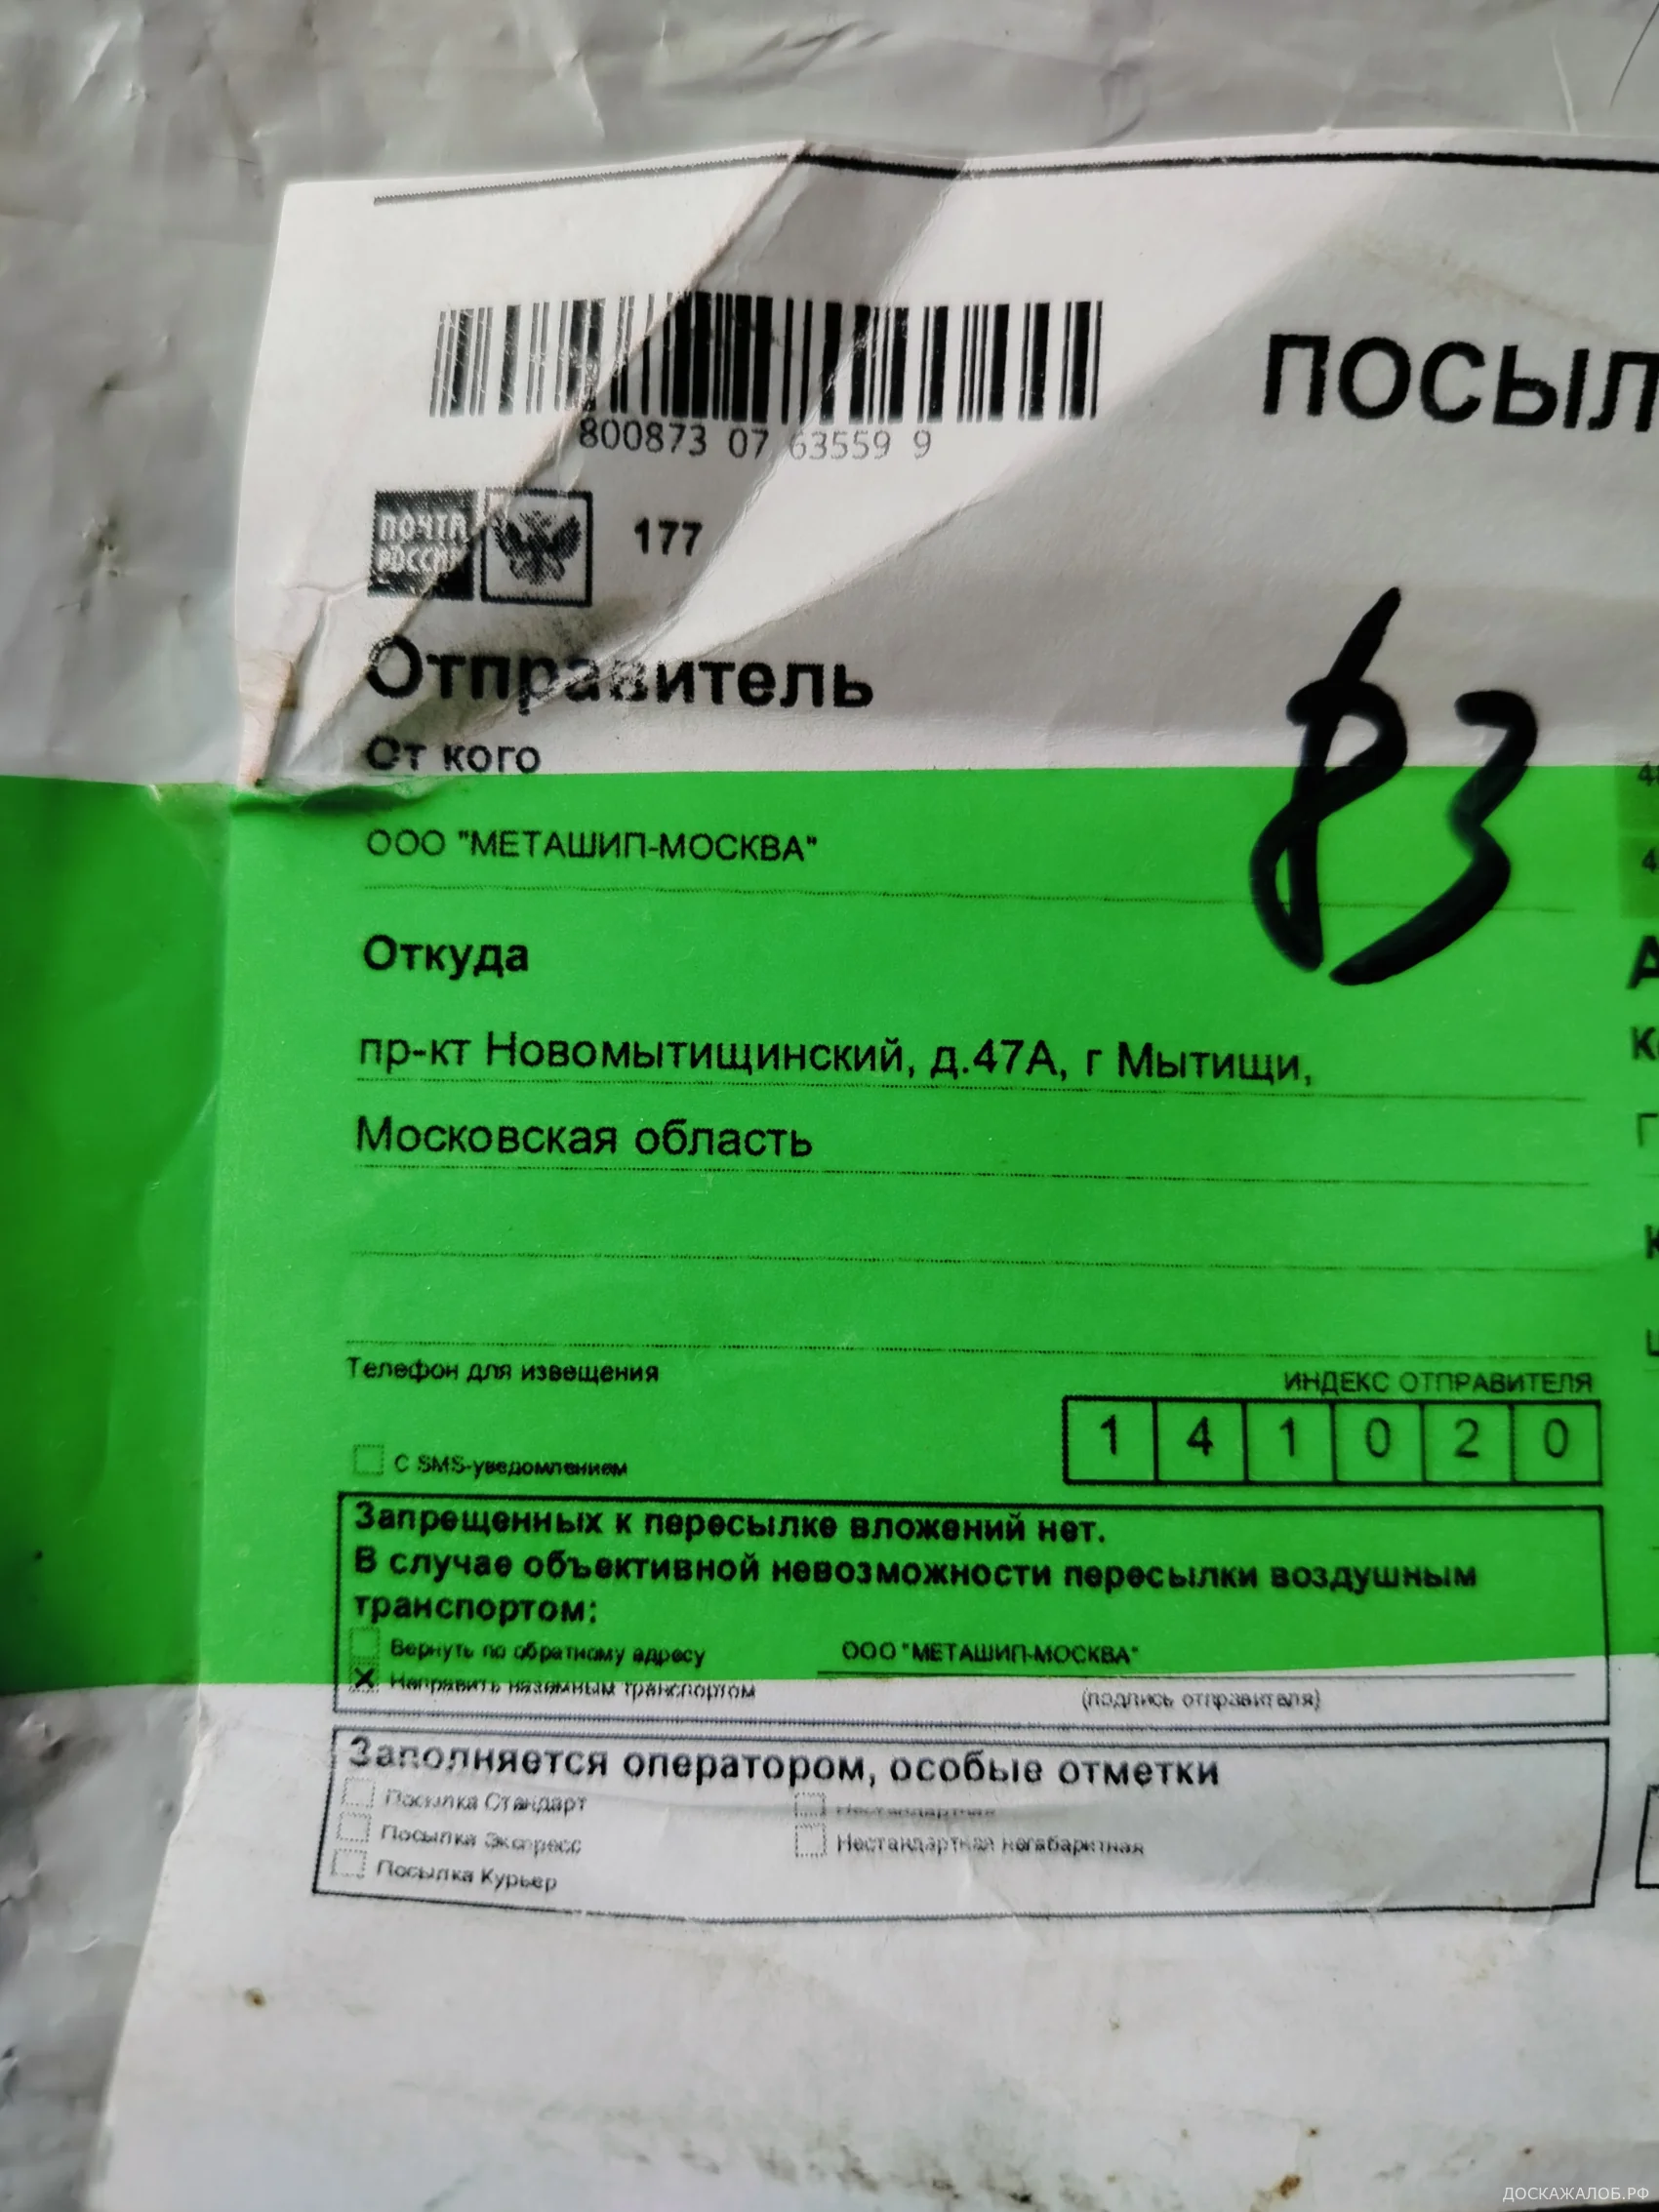 800873 07 63559 9
ПОСЫЛ
ПОЧТА
РОССИИ
177
Отправитель
83
От кого
ООО "МЕТАШИП-МОСКВА"
Откуда
пр-кт Новомытищинский, д.47А, г Мытищи,
Московская область
Телефон для извещения
ИНДЕКС ОТПРАВИТЕЛЯ
1 4 1 0 2 0
С SMS-уведомлением
Запрещенных к пересылке вложений нет.
В случае объективной невозможности пересылки воздушным
транспортом:
Вернуть по обратному адресу
ООО "МЕТАШИП-МОСКВА"
X Направить наземным транспортом
(подпись отправителя)
Заполняется оператором, особые отметки
Посылка Стандарт
Нестандартная
Посылка Экспресс
Нестандартная негабаритная
Посылка Курьер
ДОСКАЖАЛОБ.РФ